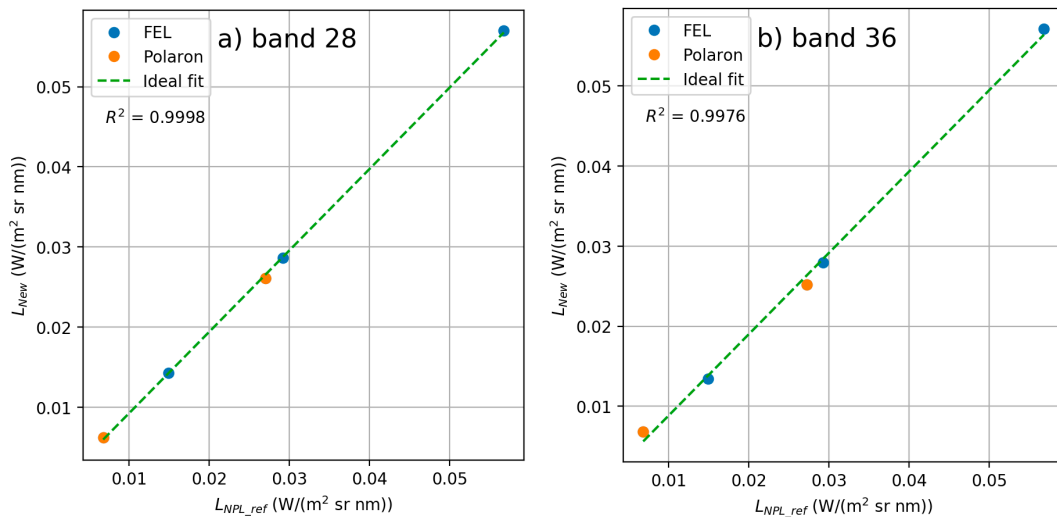 a) band 28
FEL
Polaron
Ideal fit
R² = 0.9998
0.05
0.04
0.03
0.02
0.01
L_New (W/(m² sr nm))
0.01 0.02 0.03 0.04 0.05
L_NPL_ref (W/(m² sr nm))
b) band 36
FEL
Polaron
Ideal fit
R² = 0.9976
0.05
0.04
0.03
0.02
0.01
L_New (W/(m² sr nm))
0.01 0.02 0.03 0.04 0.05
L_NPL_ref (W/(m² sr nm))